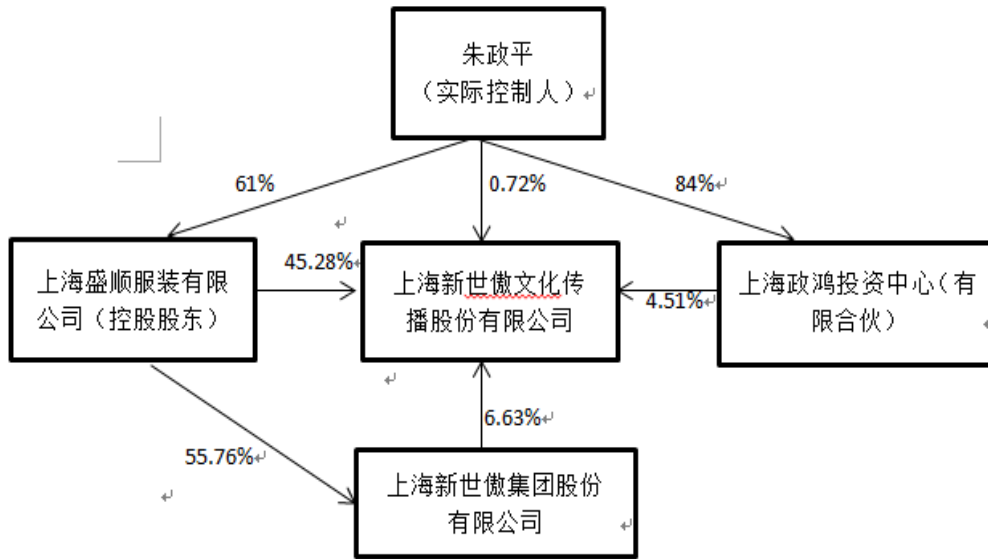 朱政平
（实际控制人）
61%
0.72%
84%
上海盛顺服装有限
公司（控股股东）
45.28%
上海新世傲文化传
播股份有限公司
4.51%
上海政鸿投资中心（有
限合伙）
55.76%
6.63%
上海新世傲集团股份
有限公司